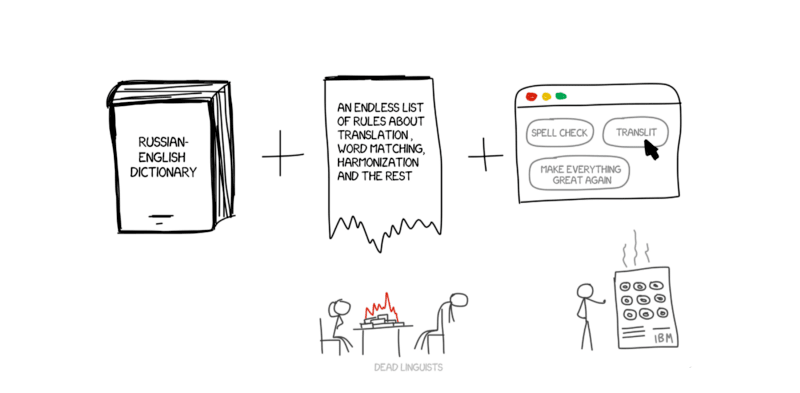 RUSSIAN-
ENGLISH
DICTIONARY
AN ENDLESS LIST
OF RULES ABOUT
TRANSLATION,
WORD MATCHING,
HARMONIZATION
AND THE REST
SPELL CHECK
TRANSLIT
MAKE EVERYTHING
GREAT AGAIN
DEAD LINGUISTS
IBM